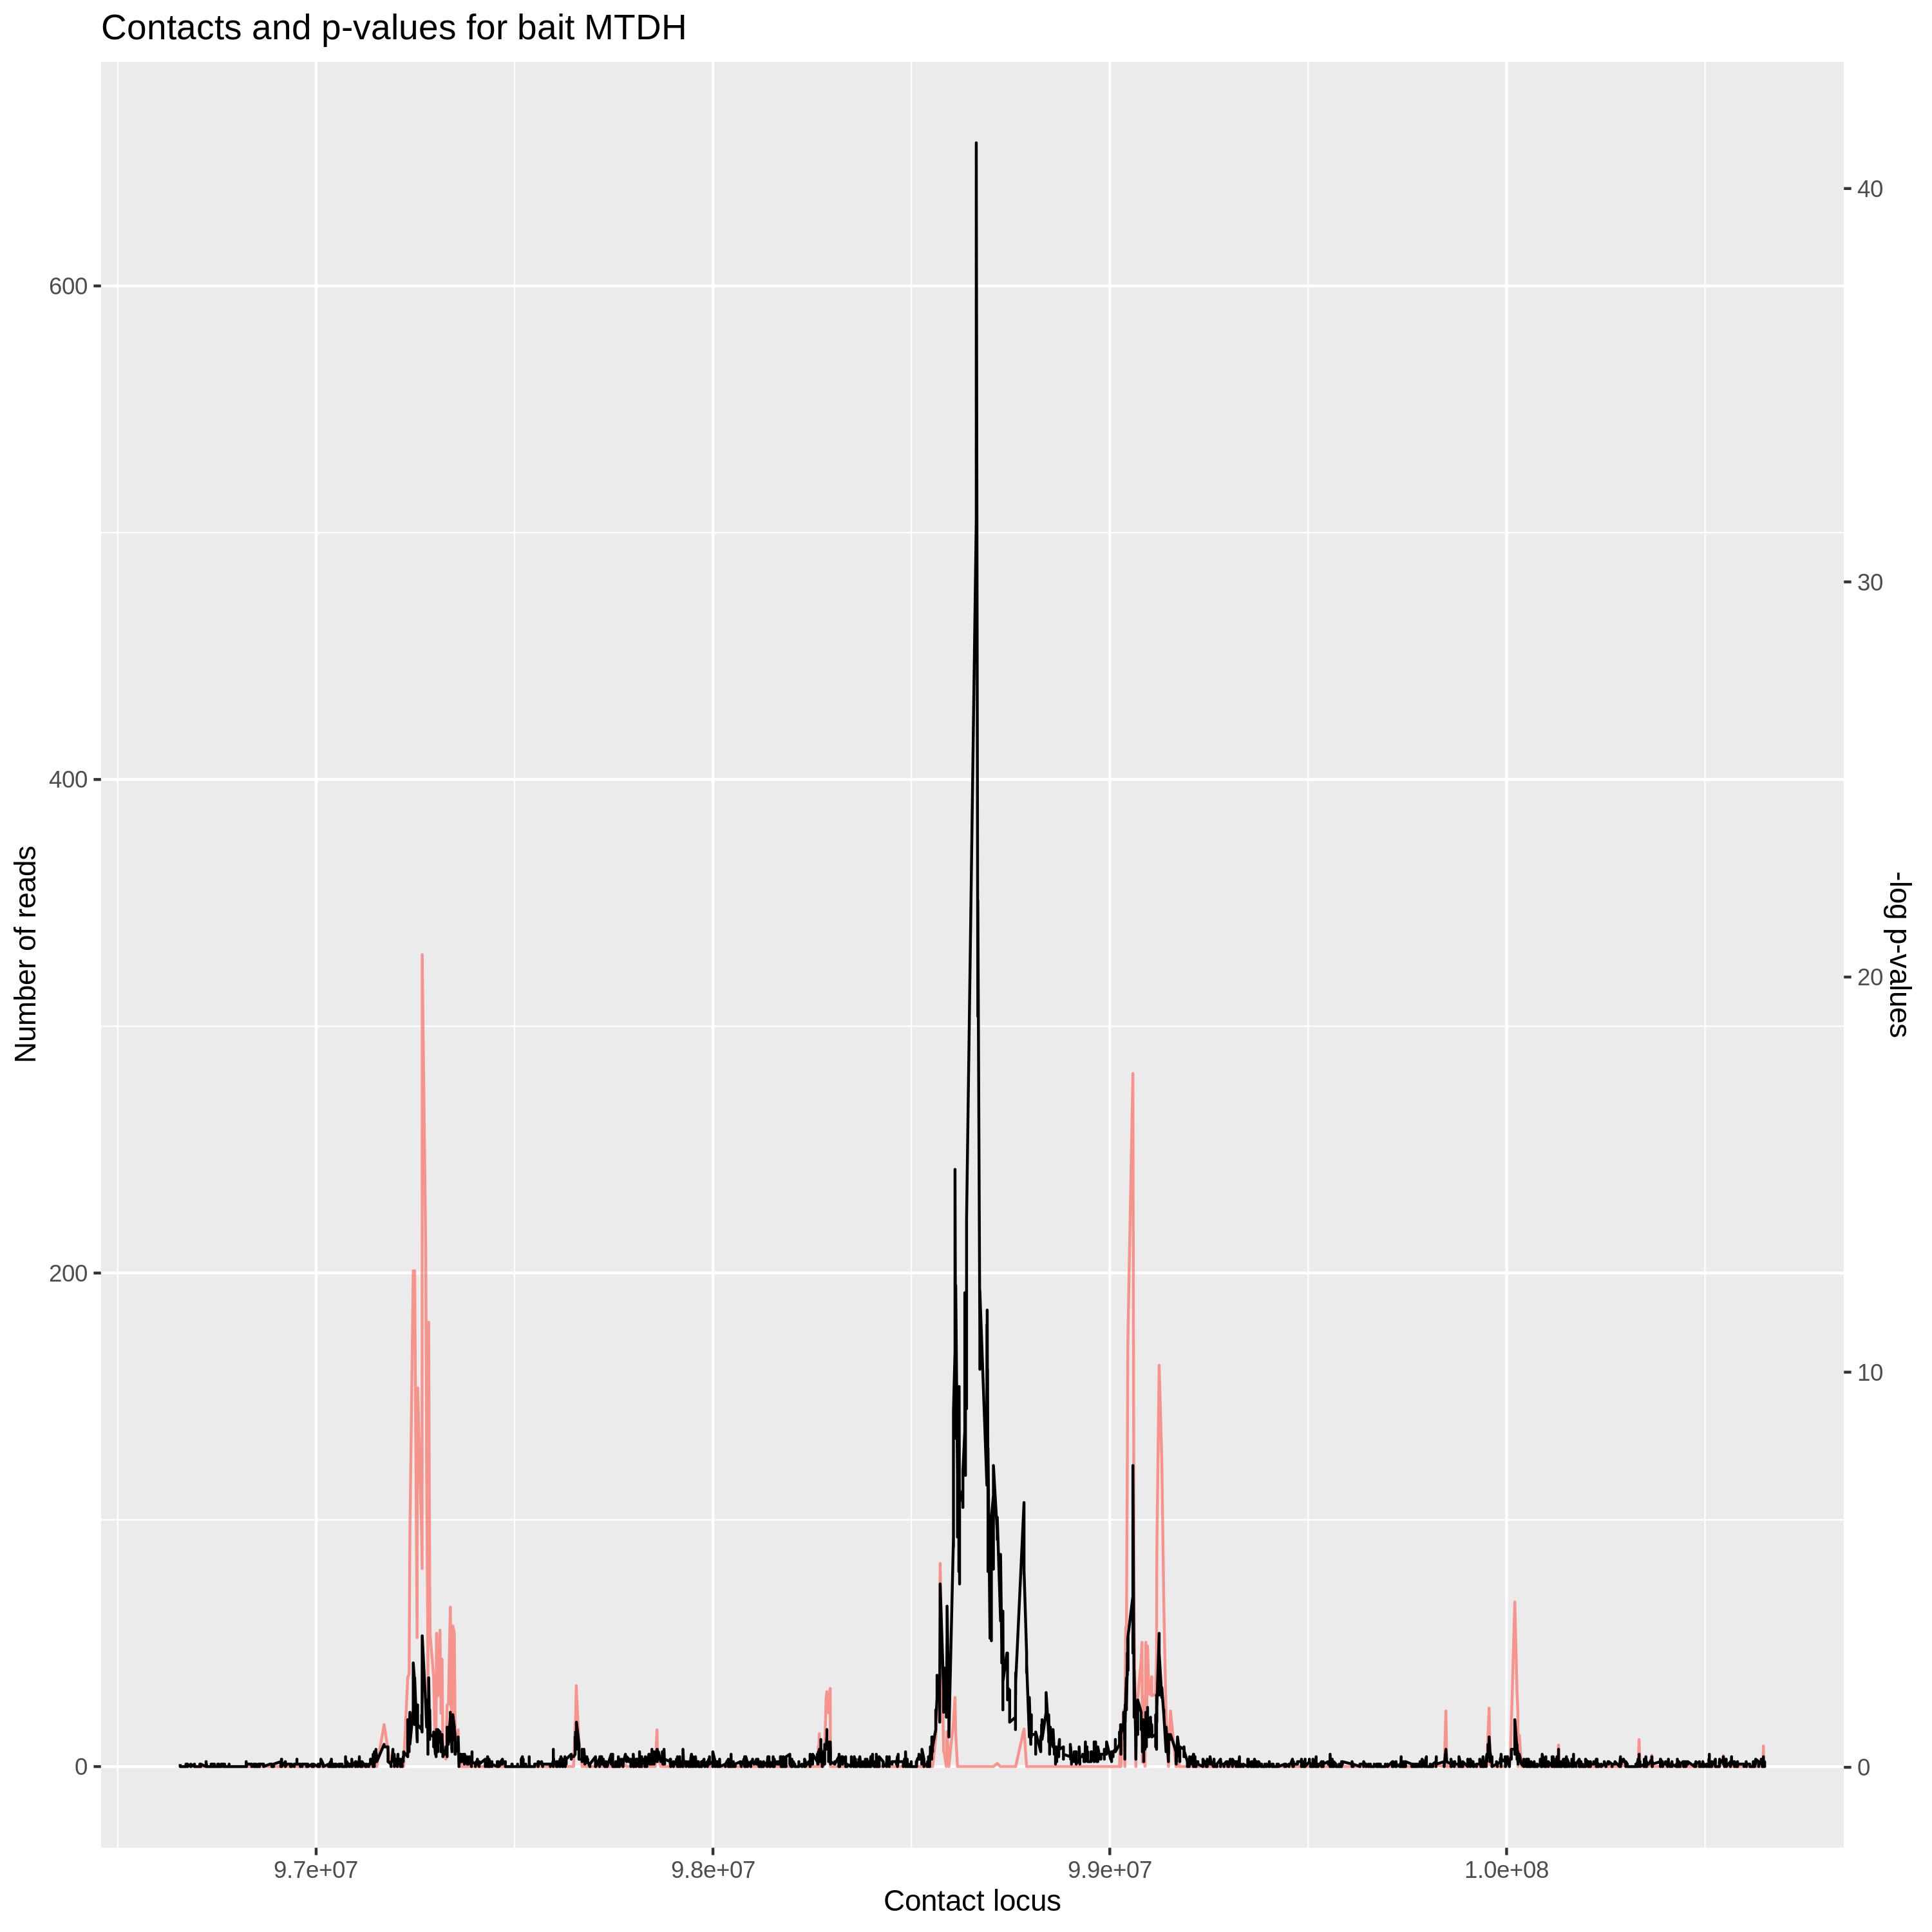 Contacts and p-values for bait MTDH
Number of reads
600
400
200
0
40
30
20
10
0
-log p-values
9.7e+07
9.8e+07
9.9e+07
1.0e+08
Contact locus